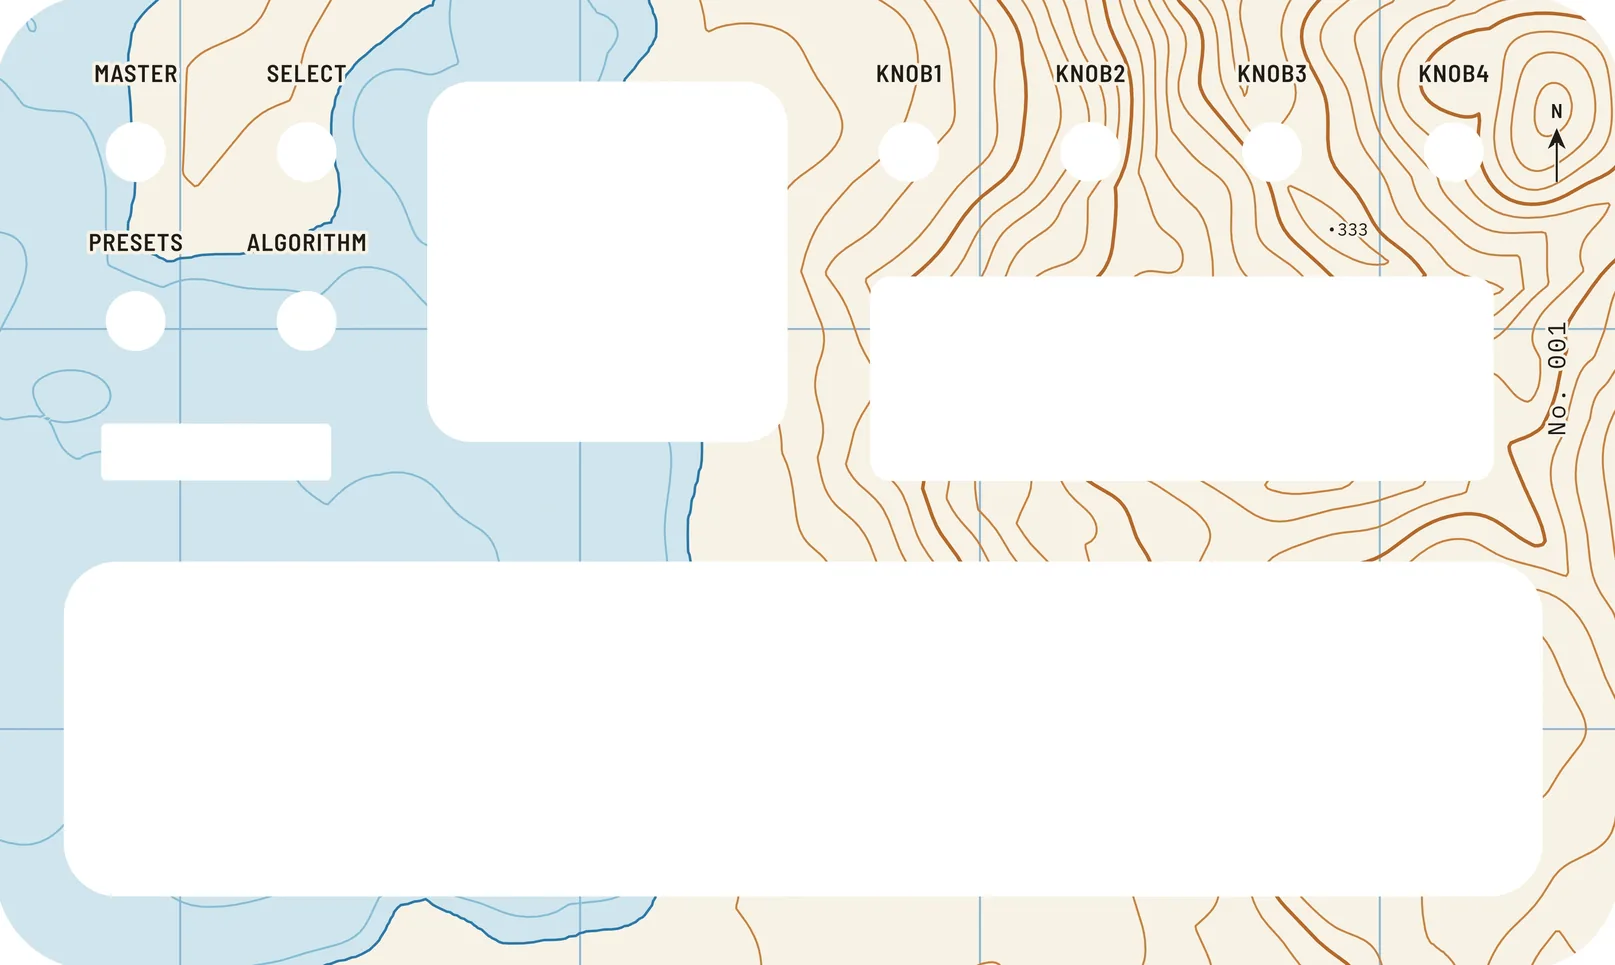 MASTER
SELECT
KNOB1
KNOB2
KNOB3
KNOB4
N
PRESETS
ALGORITHM
333
No. 001